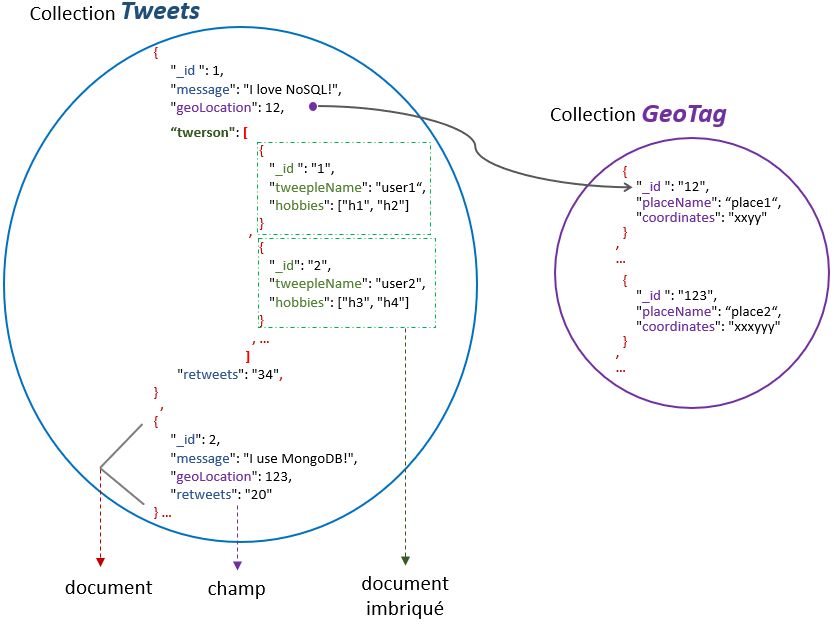 Collection Tweets
{
"_id ": 1,
"message": "I love NoSQL!",
"geoLocation": 12,
“twerson": [
{
"_id ": "1",
"tweepleName": "user1“,
"hobbies": ["h1", "h2"]
}
,
{
"_id": "2",
"tweepleName": "user2",
"hobbies": ["h3", "h4"]
}
, ...
]
"retweets": "34",
}
,
{
"_id": 2,
"message": "I use MongoDB!",
"geoLocation": 123,
"retweets": "20"
} ...
document
champ
document
imbriqué
Collection GeoTag
{
"_id ": "12",
"placeName": “place1“,
"coordinates": "xxyy"
}
,
...
{
"_id ": "123",
"placeName": “place2“,
"coordinates": "xxxyyy"
}
,
...